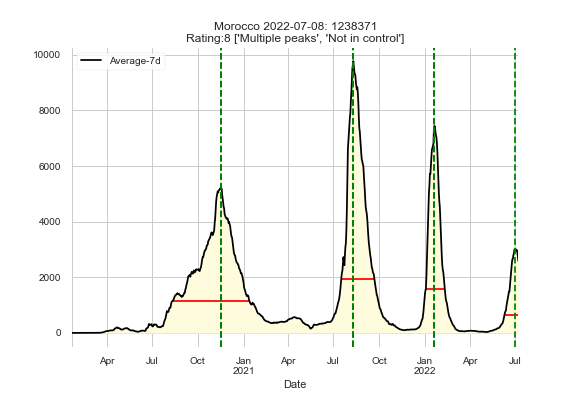 Morocco 2022-07-08: 1238371
Rating:8 ['Multiple peaks', 'Not in control']
Average-7d
10000
8000
6000
4000
2000
0
Apr Jul Oct Jan Apr Jul Oct Jan Apr Jul
2021 2022
Date